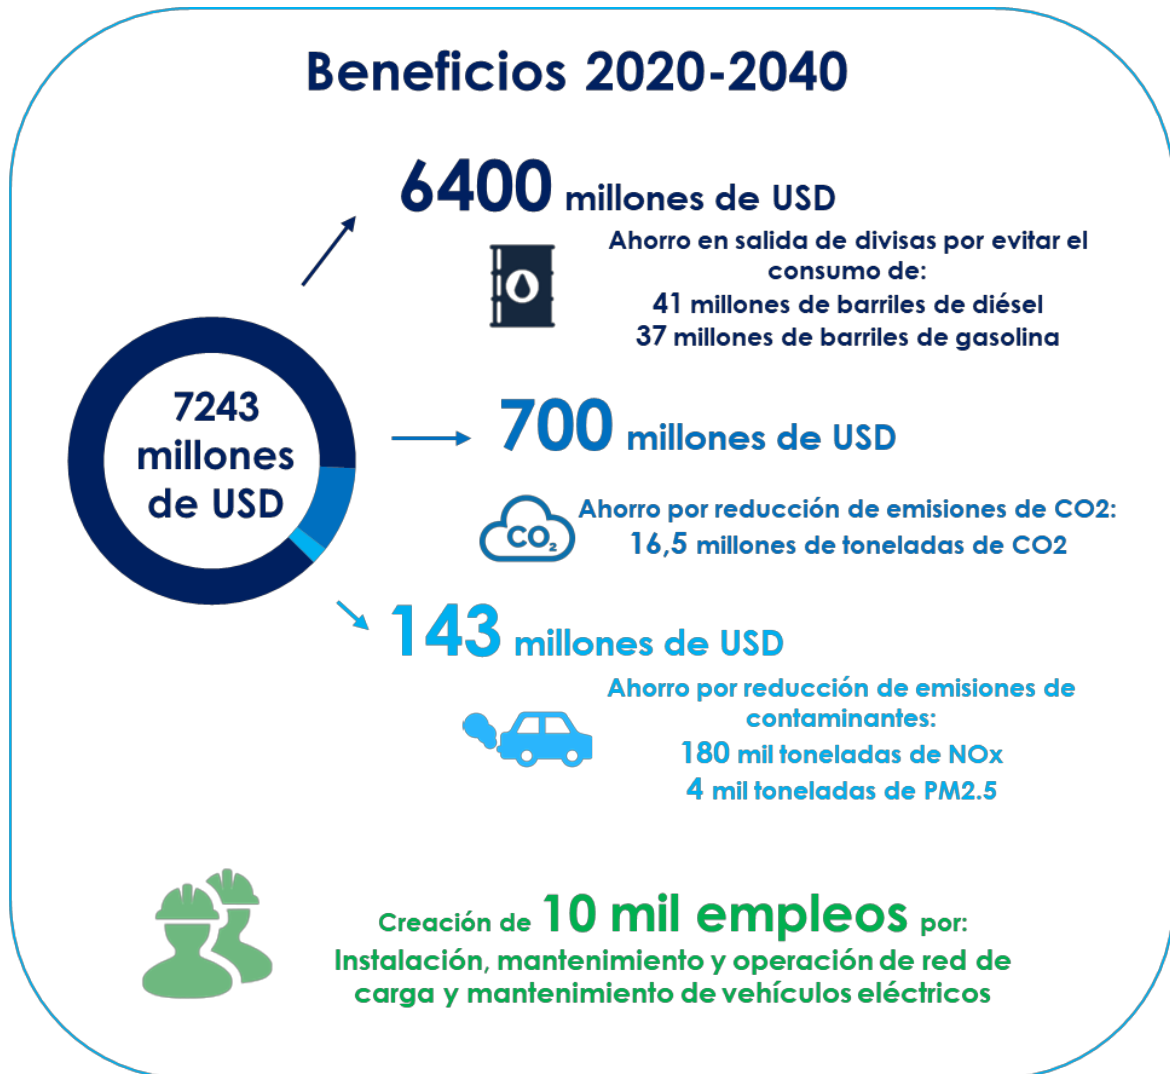 Beneficios 2020-2040
6400 millones de USD
Ahorro en salida de divisas por evitar el
consumo de:
41 millones de barriles de diésel
37 millones de barriles de gasolina
7243
millones
de USD
700 millones de USD
CO₂
Ahorro por reducción de emisiones de CO2:
16,5 millones de toneladas de CO2
143 millones de USD
Ahorro por reducción de emisiones de
contaminantes:
180 mil toneladas de NOx
4 mil toneladas de PM2.5
Creación de 10 mil empleos por:
Instalación, mantenimiento y operación de red de
carga y mantenimiento de vehículos eléctricos